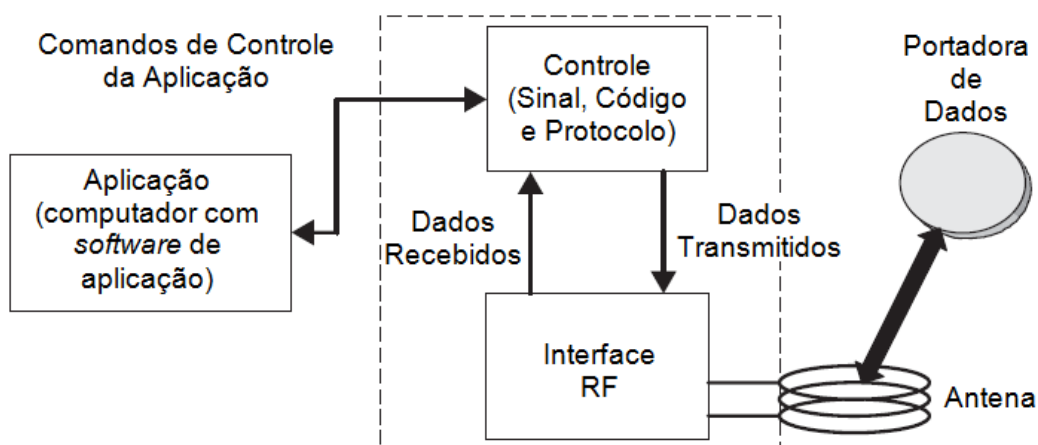 Comandos de Controle
da Aplicação
Aplicação
(computador com
software de
aplicação)
Controle
(Sinal, Código
e Protocolo)
Dados
Recebidos
Dados
Transmitidos
Interface
RF
Portadora
de
Dados
Antena